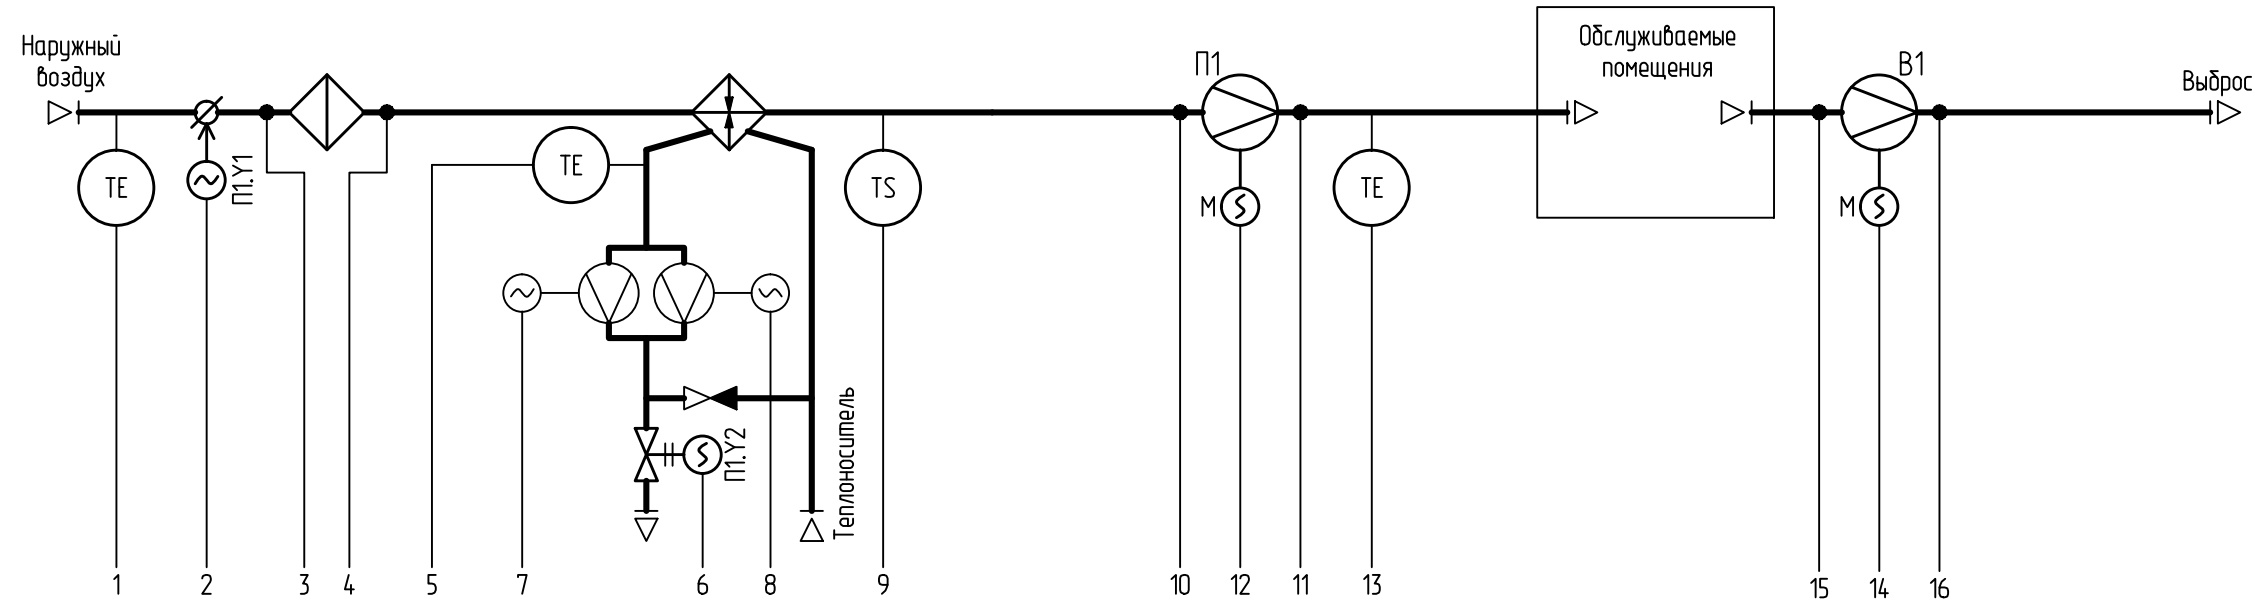 Наружный
воздух
Обслуживаемые
помещения
П1
В1
Выброс
TE
П1.Y1
TE
TS
M
TE
M
П1.Y2
Теплоноситель
1 2 3 4 5 7 6 8 9 10 12 11 13 15 14 16